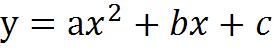 y = ax² + bx + c